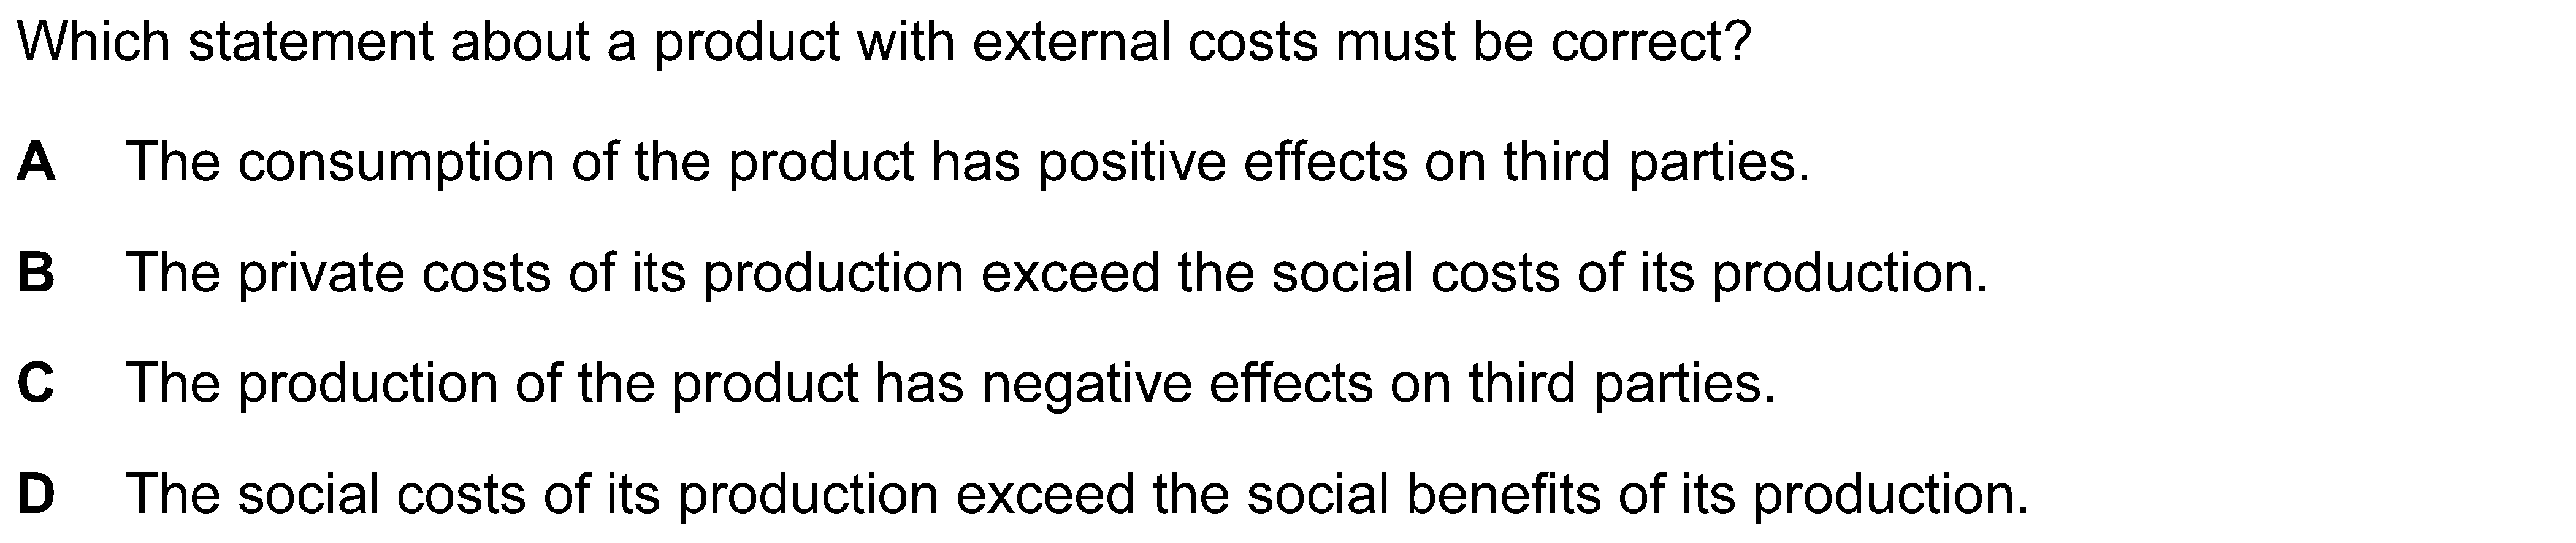 Which statement about a product with external costs must be correct?
A The consumption of the product has positive effects on third parties.
B The private costs of its production exceed the social costs of its production.
C The production of the product has negative effects on third parties.
D The social costs of its production exceed the social benefits of its production.